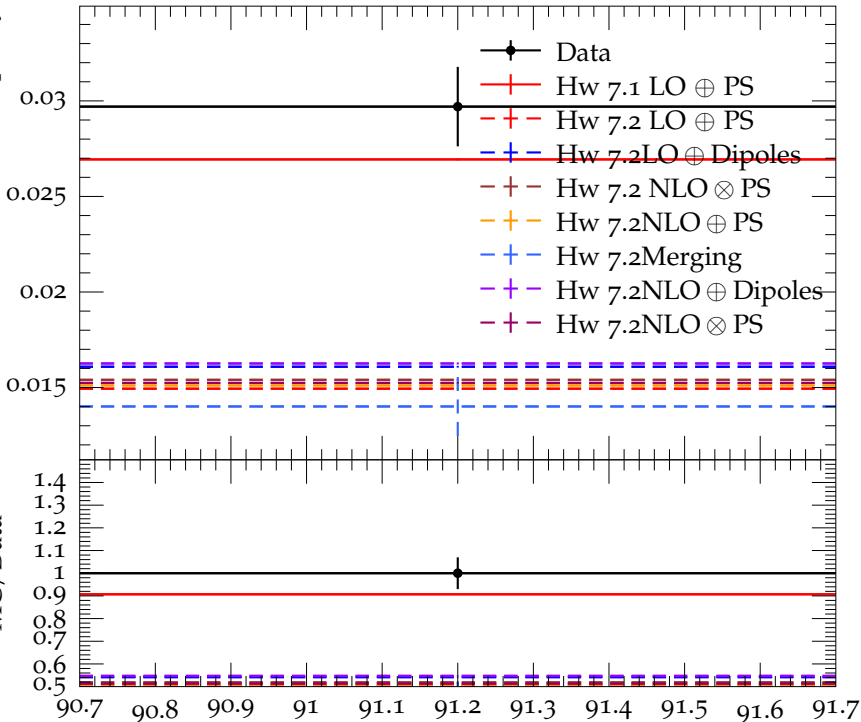 0.03
0.025
0.02
0.015
Data
Hw 7.1 LO ⊕ PS
Hw 7.2 LO ⊕ PS
Hw 7.2LO ⊕ Dipoles
Hw 7.2 NLO ⊗ PS
Hw 7.2NLO ⊕ PS
Hw 7.2Merging
Hw 7.2NLO ⊕ Dipoles
Hw 7.2NLO ⊗ PS
1.4
1.3
1.2
1.1
1
0.9
0.8
0.7
0.6
0.5
90.7 90.8 90.9 91 91.1 91.2 91.3 91.4 91.5 91.6 91.7